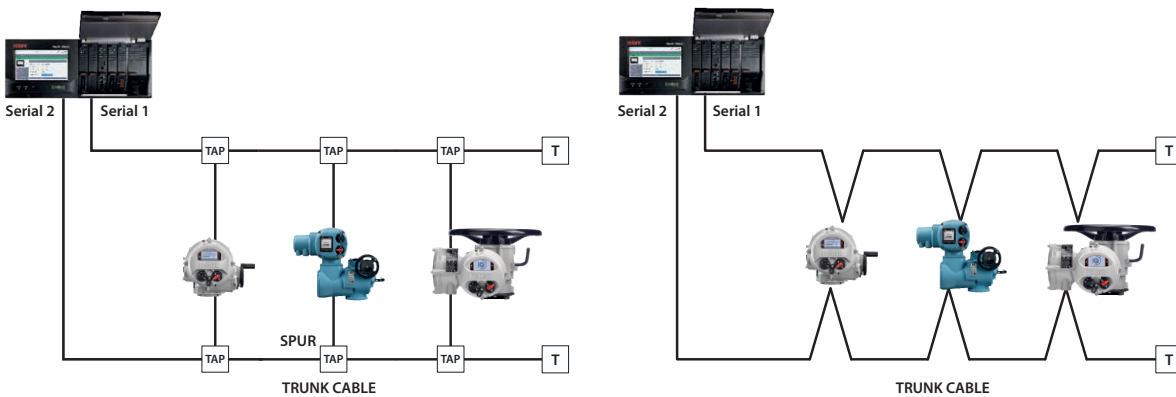 Serial 2 Serial 1
TAP TAP TAP T
SPUR
TAP TAP TAP T
TRUNK CABLE
Serial 2 Serial 1
T
T
TRUNK CABLE